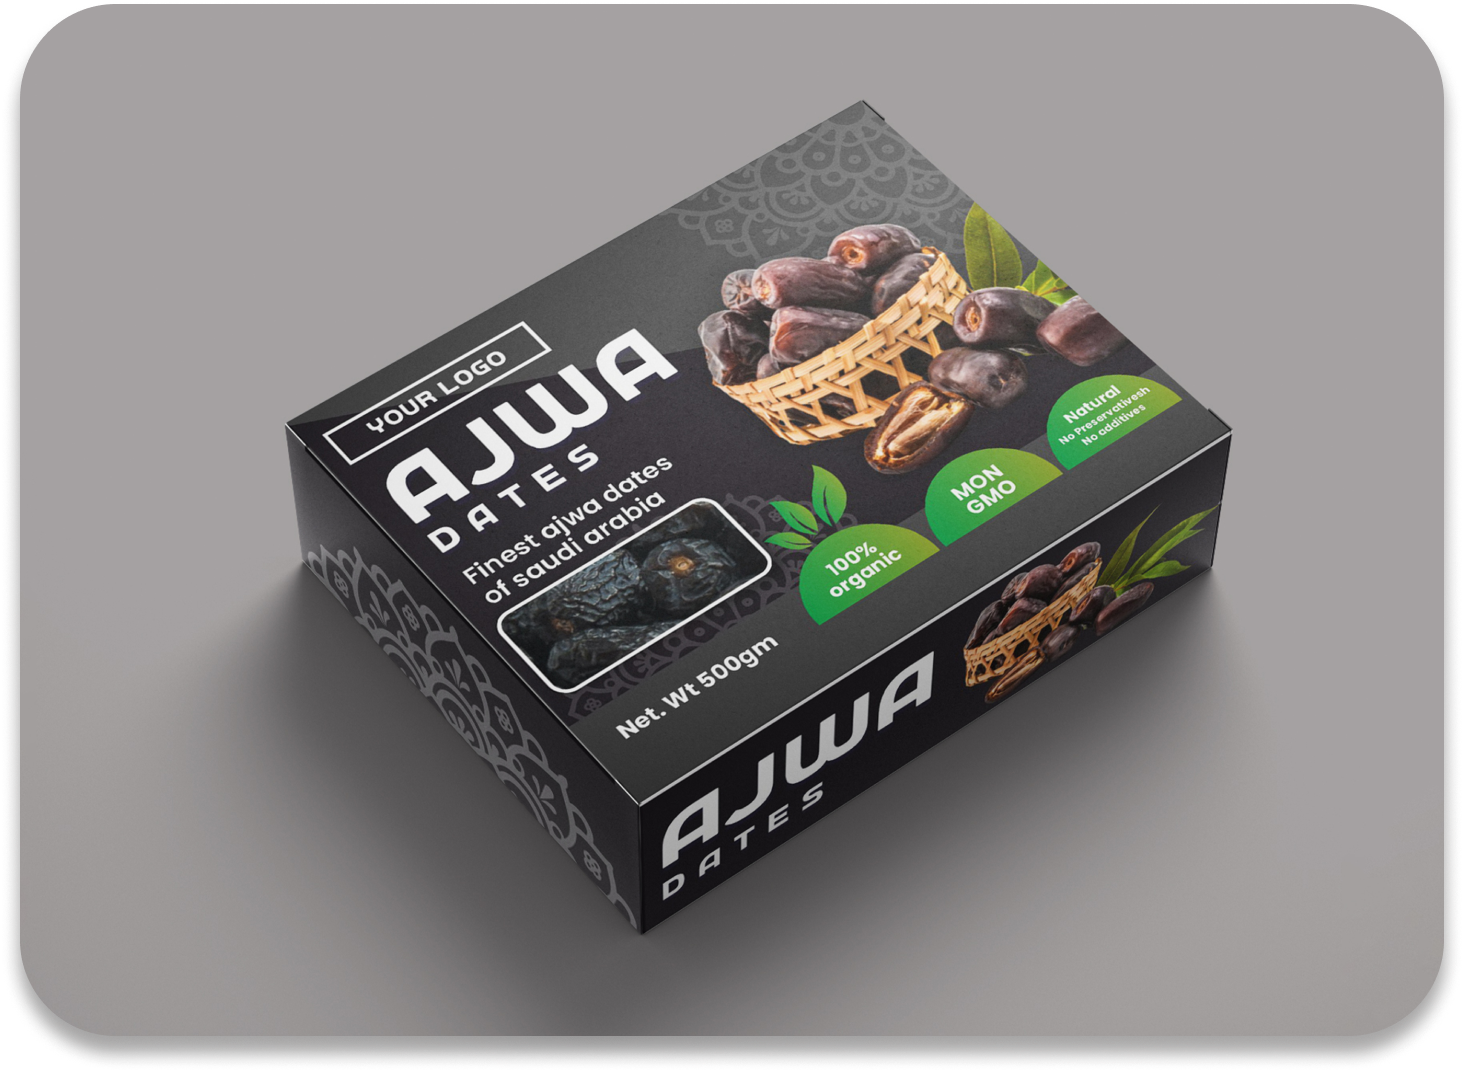 YOUR LOGO
AJWA
DATES
Finest ajwa dates
of saudi arabia
Net. Wt 500gm
100%
organic
MON
GMO
Natural
No Preservativesh
No additives
AJWA
DATES